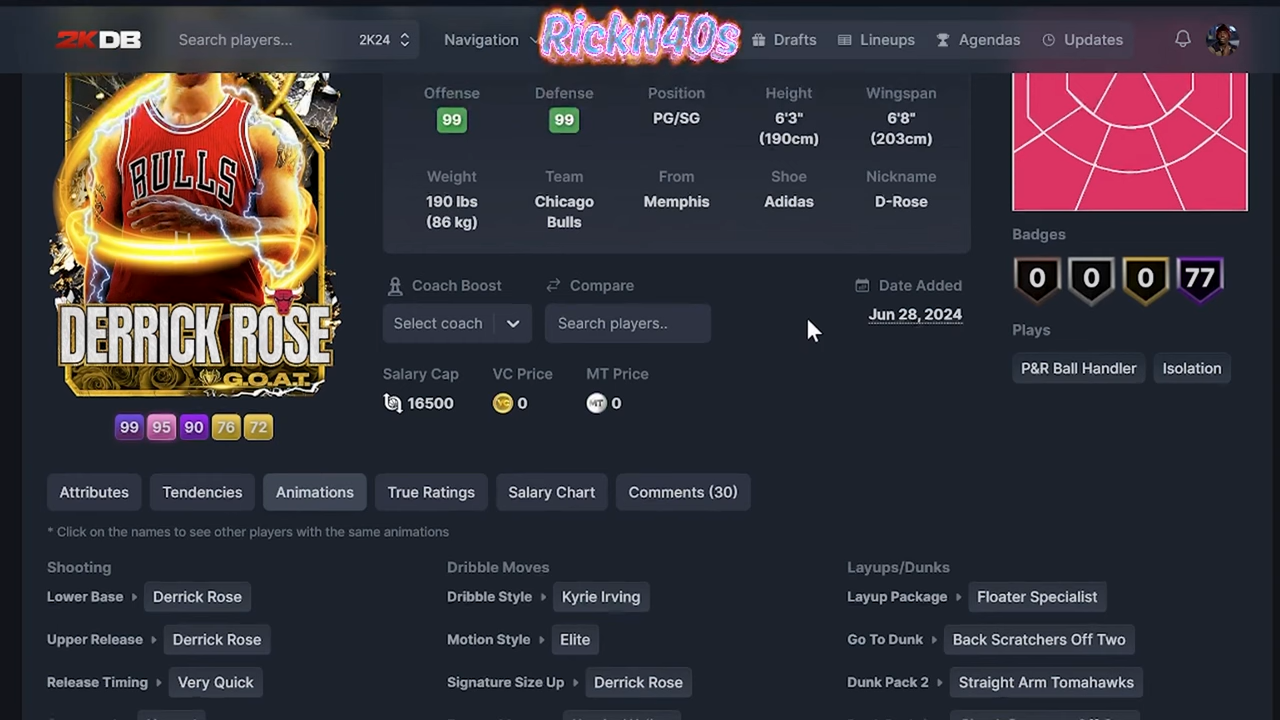 2KDB
Search players...
2K24
Navigation
RickN40s
Drafts
Lineups
Agendas
Updates
BULLS
DERRICK ROSE
G.O.A.T.
99 95 90 76 72
Offense
99
Defense
99
Position
PG/SG
Height
6'3"
(190cm)
Wingspan
6'8"
(203cm)
Weight
190 lbs
(86 kg)
Team
Chicago
Bulls
From
Memphis
Shoe
Adidas
Nickname
D-Rose
Coach Boost
Select coach
Compare
Search players..
Date Added
Jun 28, 2024
Salary Cap
16500
VC Price
VC 0
MT Price
MT 0
Badges
0 0 0 77
Plays
P&R Ball Handler
Isolation
Attributes
Tendencies
Animations
True Ratings
Salary Chart
Comments (30)
* Click on the names to see other players with the same animations
Shooting
Lower Base Derrick Rose
Upper Release Derrick Rose
Release Timing Very Quick
Dribble Moves
Dribble Style Kyrie Irving
Motion Style Elite
Signature Size Up Derrick Rose
Layups/Dunks
Layup Package Floater Specialist
Go To Dunk Back Scratchers Off Two
Dunk Pack 2 Straight Arm Tomahawks